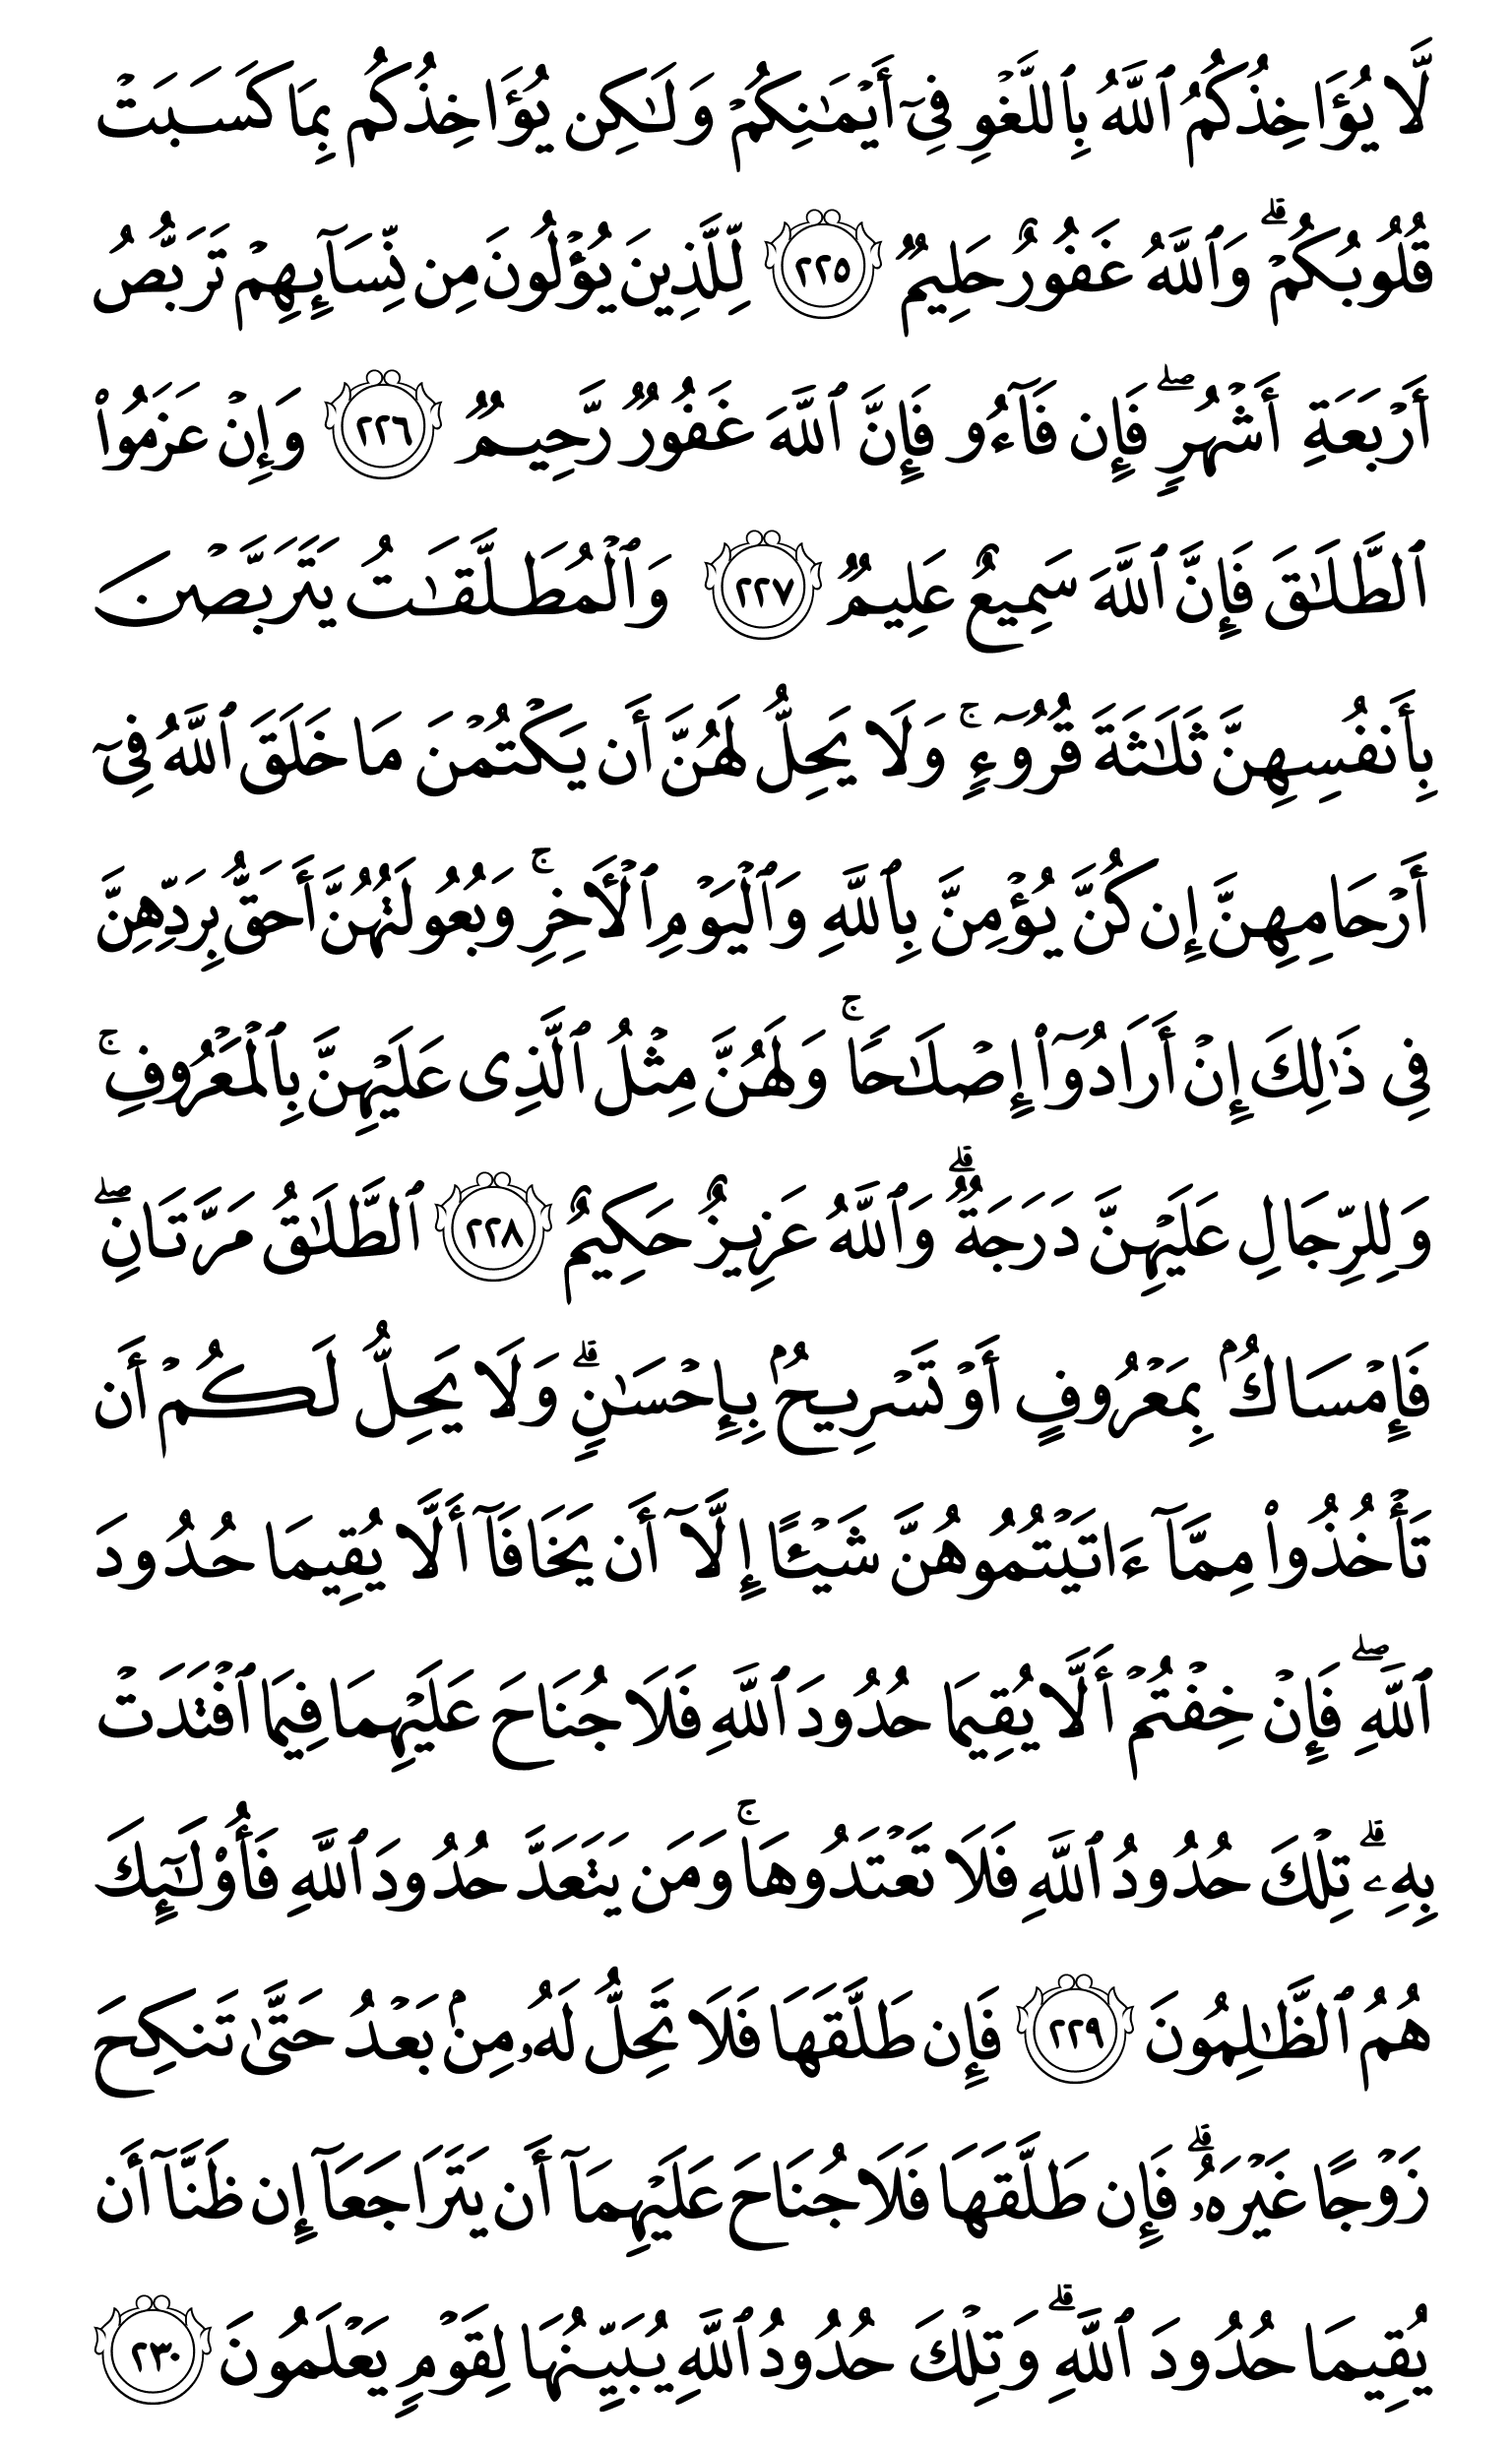 لَّا يُؤَاخِذُكُمُ ٱللَّهُ بِٱللَّغْوِ فِىٓ أَيْمَـٰنِكُمْ وَلَـٰكِن يُؤَاخِذُكُم بِمَا كَسَبَتْ
قُلُوبُكُمْ ۗ وَٱللَّهُ غَفُورٌ حَلِيمٌ ٢٢٥ لِّلَّذِينَ يُؤْلُونَ مِن نِّسَآئِهِمْ تَرَبُّصُ
أَرْبَعَةِ أَشْهُرٍ ۖ فَإِن فَآءُو فَإِنَّ ٱللَّهَ غَفُورٌ رَّحِيمٌ ٢٢٦ وَإِنْ عَزَمُوا۟
ٱلطَّلَـٰقَ فَإِنَّ ٱللَّهَ سَمِيعٌ عَلِيمٌ ٢٢٧ وَٱلْمُطَلَّقَـٰتُ يَتَرَبَّصْنَ
بِأَنفُسِهِنَّ ثَلَـٰثَةَ قُرُوٓءٍ ۚ وَلَا يَحِلُّ لَهُنَّ أَن يَكْتُمْنَ مَا خَلَقَ ٱللَّهُ فِىٓ
أَرْحَامِهِنَّ إِن كُنَّ يُؤْمِنَّ بِٱللَّهِ وَٱلْيَوْمِ ٱلْـَٔاخِرِ ۚ وَبُعُولَتُهُنَّ أَحَقُّ بِرَدِّهِنَّ
فِى ذَٰلِكَ إِنْ أَرَادُوٓا۟ إِصْلَـٰحًا ۚ وَلَهُنَّ مِثْلُ ٱلَّذِى عَلَيْهِنَّ بِٱلْمَعْرُوفِ ۚ
وَلِلرِّجَالِ عَلَيْهِنَّ دَرَجَةٌ ۗ وَٱللَّهُ عَزِيزٌ حَكِيمٌ ٢٢٨ ٱلطَّلَـٰقُ مَرَّتَانِ ۖ
فَإِمْسَاكٌۢ بِمَعْرُوفٍ أَوْ تَسْرِيحٌۢ بِإِحْسَـٰنٍ ۗ وَلَا يَحِلُّ لَكُمْ أَن
تَأْخُذُوا۟ مِمَّآ ءَاتَيْتُمُوهُنَّ شَيْـًٔا إِلَّآ أَن يَخَافَآ أَلَّا يُقِيمَا حُدُودَ
ٱللَّهِ ۖ فَإِنْ خِفْتُمْ أَلَّا يُقِيمَا حُدُودَ ٱللَّهِ فَلَا جُنَاحَ عَلَيْهِمَا فِيمَا ٱفْتَدَتْ
بِهِۦ ۗ تِلْكَ حُدُودُ ٱللَّهِ فَلَا تَعْتَدُوهَا ۚ وَمَن يَتَعَدَّ حُدُودَ ٱللَّهِ فَأُو۟لَـٰٓئِكَ
هُمُ ٱلظَّـٰلِمُونَ ٢٢٩ فَإِن طَلَّقَهَا فَلَا تَحِلُّ لَهُۥ مِنۢ بَعْدُ حَتَّىٰ تَنكِحَ
زَوْجًا غَيْرَهُۥ ۗ فَإِن طَلَّقَهَا فَلَا جُنَاحَ عَلَيْهِمَآ أَن يَتَرَاجَعَآ إِن ظَنَّآ أَن
يُقِيمَا حُدُودَ ٱللَّهِ ۗ وَتِلْكَ حُدُودُ ٱللَّهِ يُبَيِّنُهَا لِقَوْمٍ يَعْلَمُونَ ٢٣٠